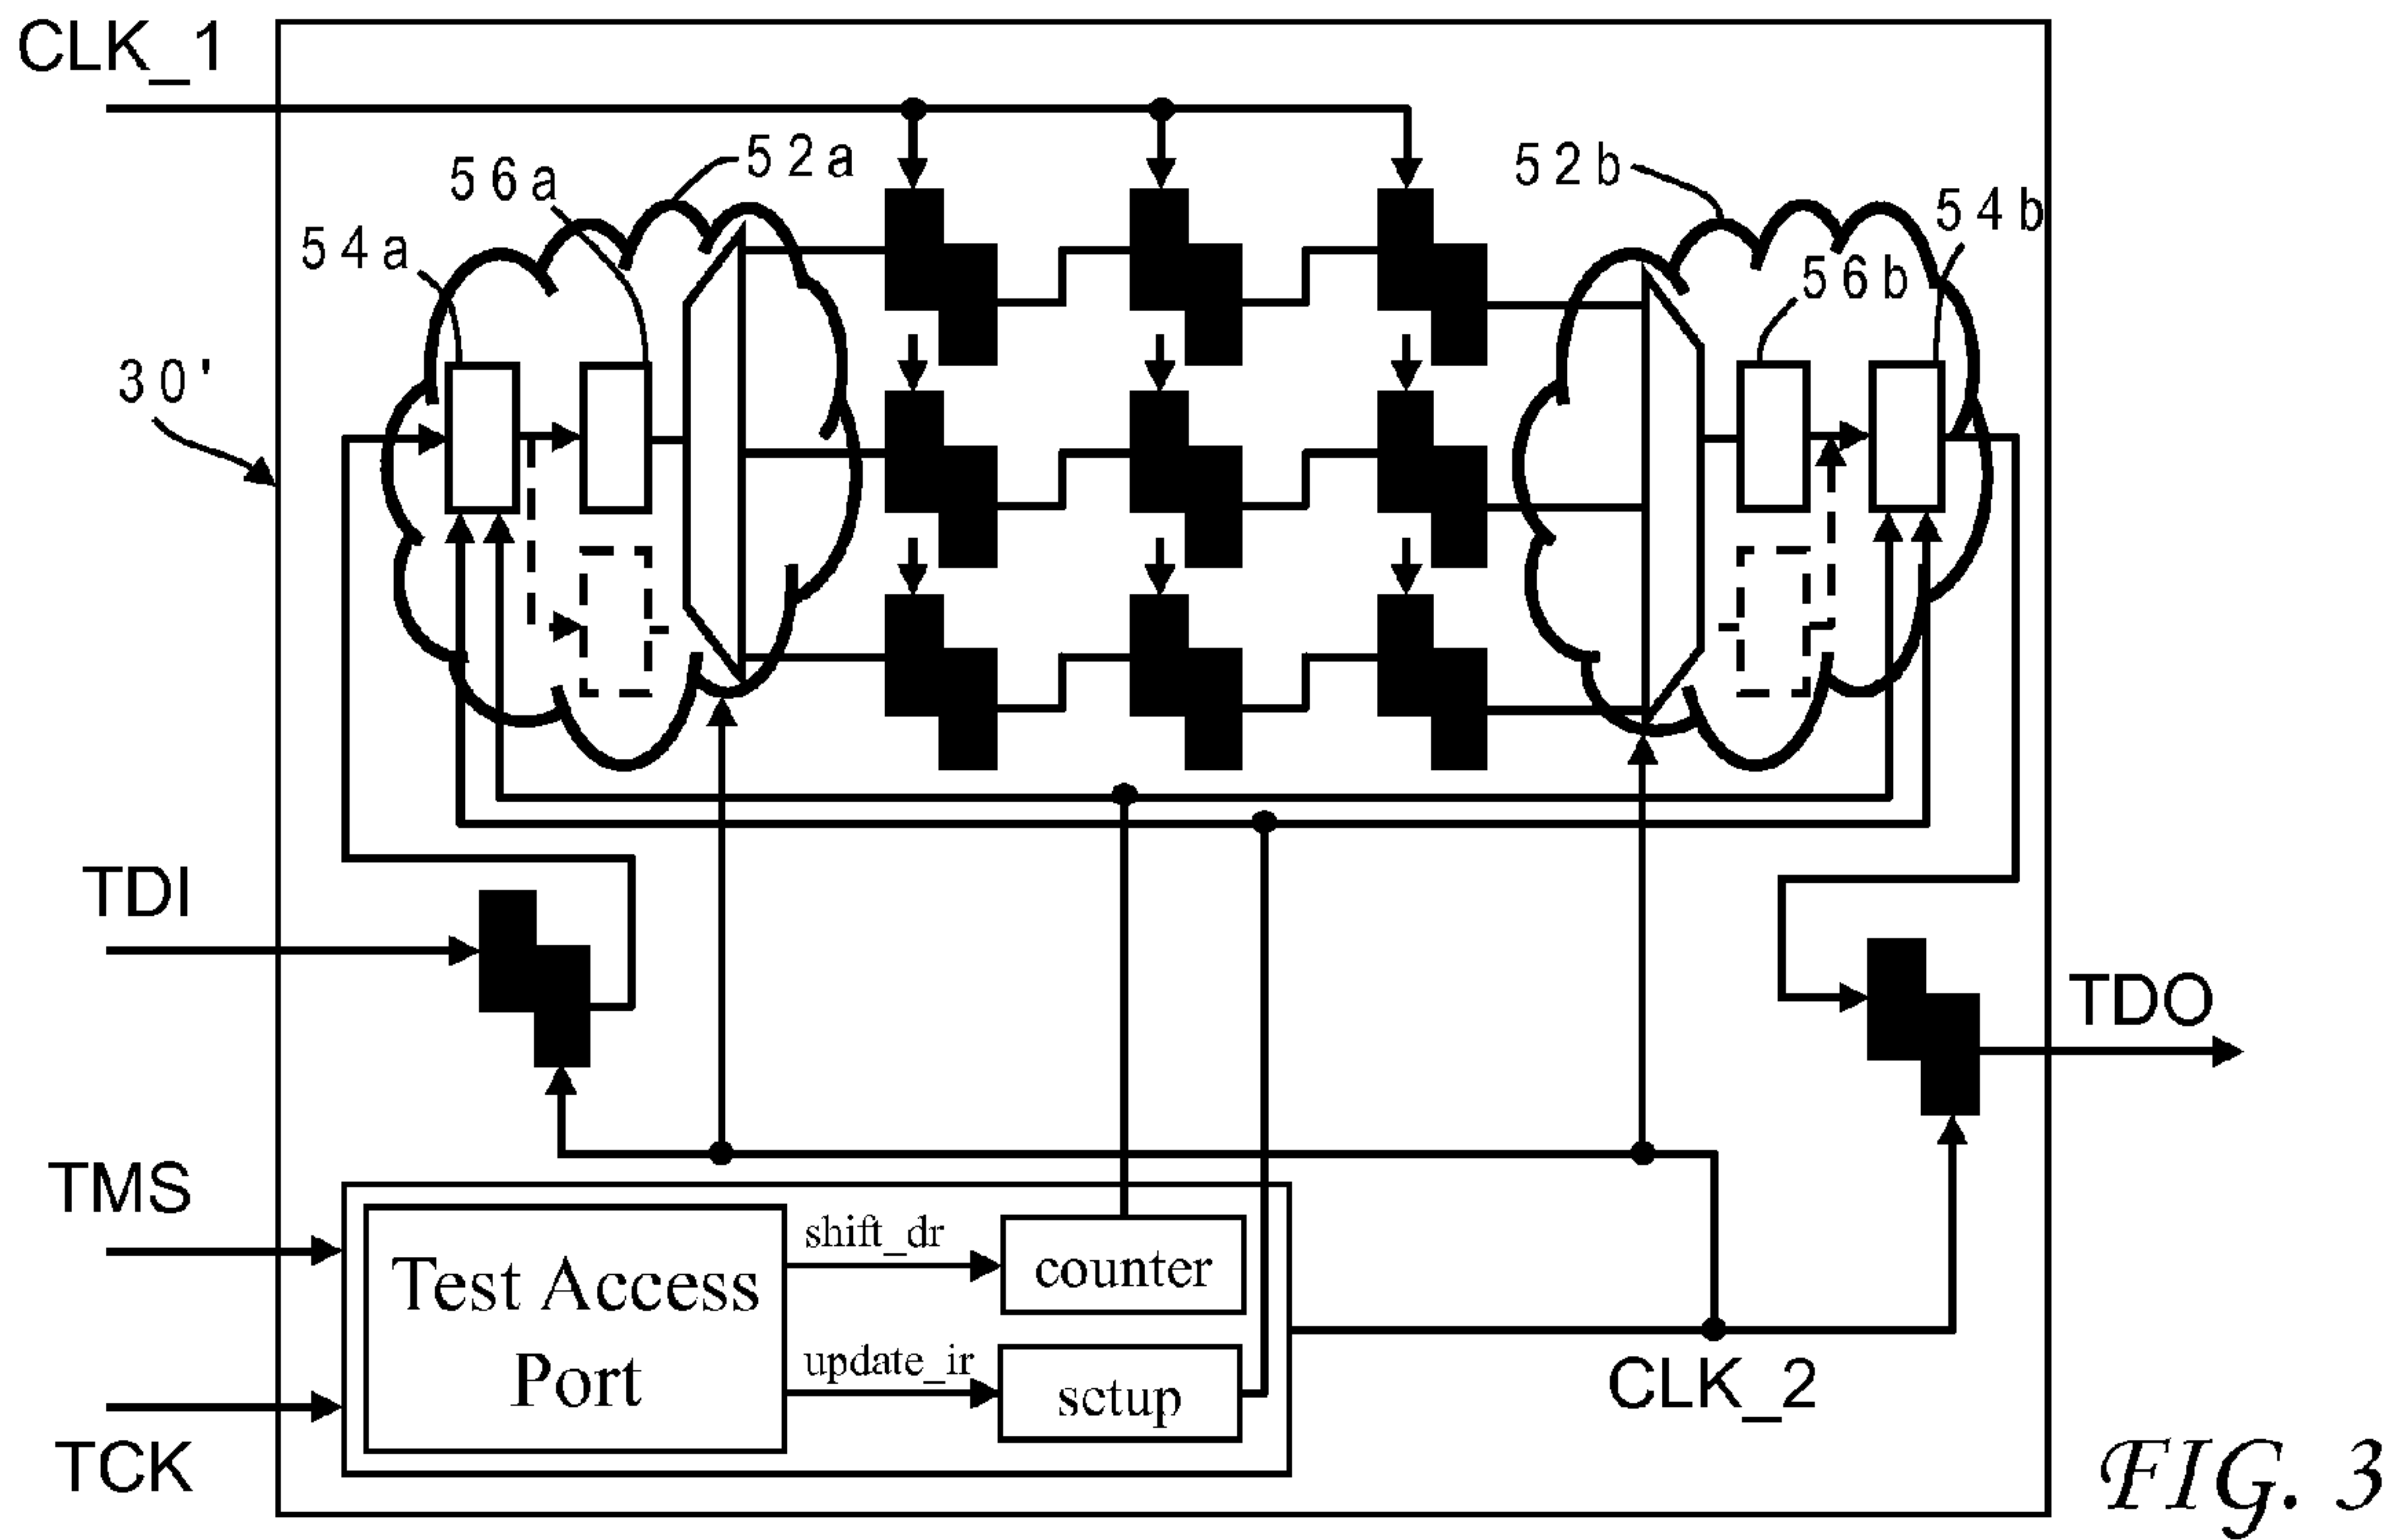 CLK_1
52a
56a
54a
52b
54b
56b
30'
TDI
TDO
TMS
TCK
Test Access
Port
shift_dr
counter
update_ir
sctup
CLK_2
FIG. 3